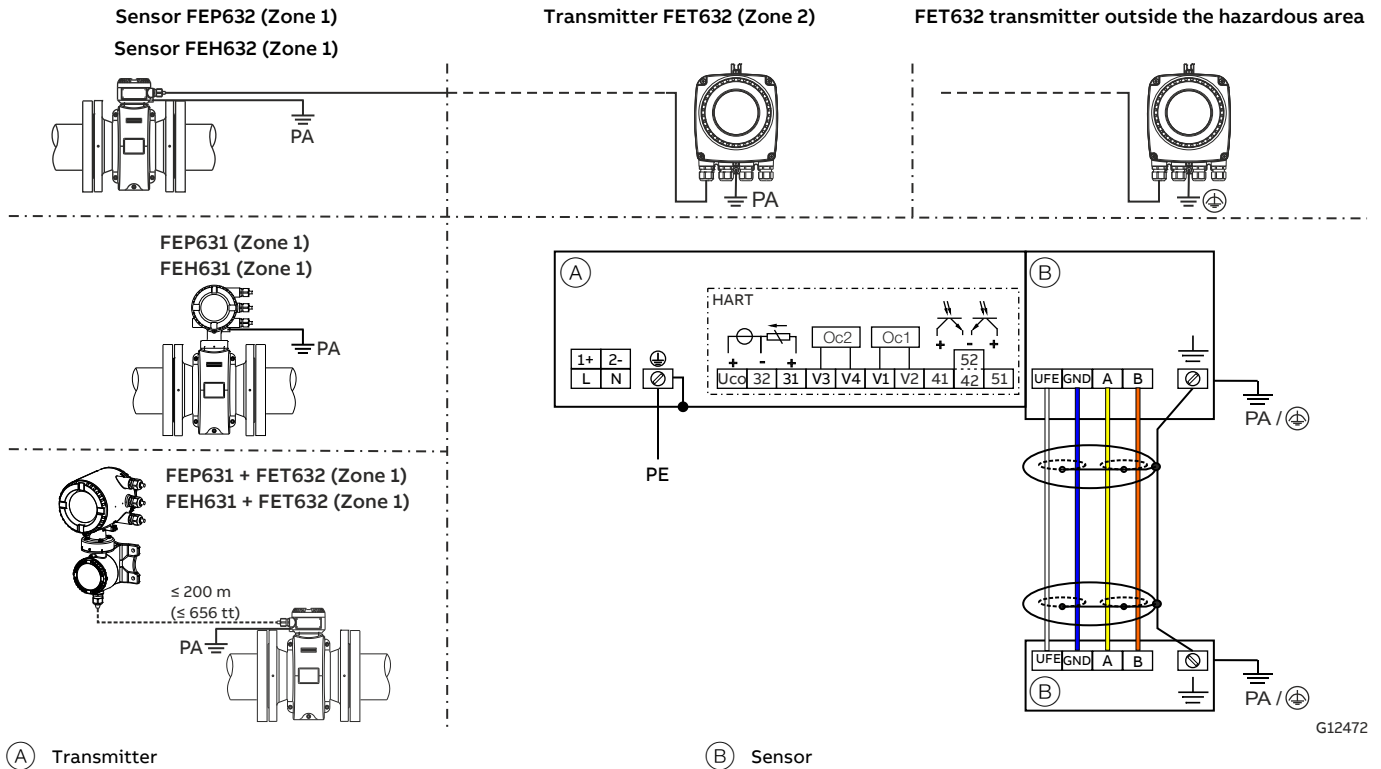 Sensor FEP632 (Zone 1)
Sensor FEH632 (Zone 1)
Transmitter FET632 (Zone 2)
FET632 transmitter outside the hazardous area
PA
PA
FEP631 (Zone 1)
FEH631 (Zone 1)
PA
FEP631 + FET632 (Zone 1)
FEH631 + FET632 (Zone 1)
≤ 200 m
(≤ 656 tt)
PA
A
HART
Oc2 Oc1
+ - + + - +
1+ 2-
L N
52
Uco 32 31 V3 V4 V1 V2 41 42 51
PE
B
UFE GND A B
PA /
UFE GND A B
B
PA /
G12472
A Transmitter
B Sensor